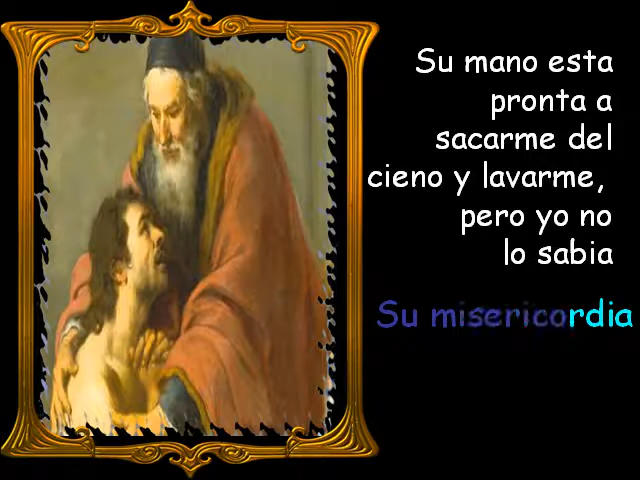 Su mano esta
pronta a
sacarme del
cieno y lavarme,
pero yo no
lo sabia
Su misericordia